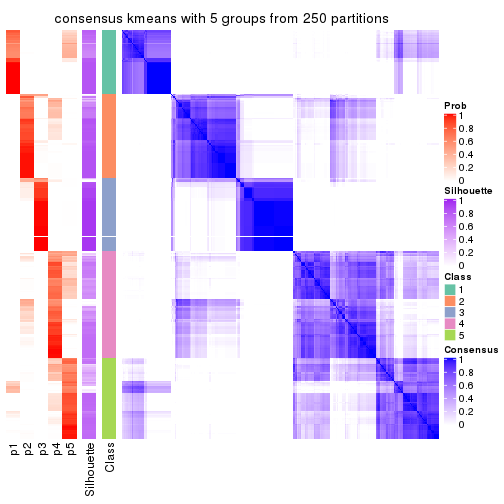 consensus kmeans with 5 groups from 250 partitions
Prob
1
0.8
0.6
0.4
0.2
0
Silhouette
1
0.8
0.6
0.4
0.2
0
Class
1
2
3
4
5
Consensus
1
0.8
0.6
0.4
0.2
0
p1
p2
p3
p4
p5
Silhouette
Class